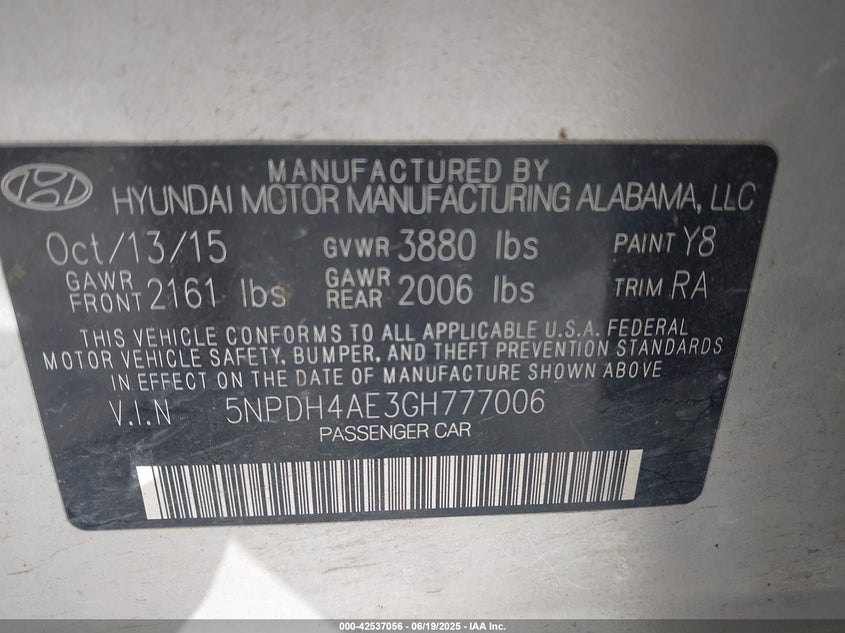 MANUFACTURED BY
HYUNDAI MOTOR MANUFACTURING ALABAMA, LLC
Oct/13/15 GVWR 3880 lbs PAINT Y8
GAWR FRONT 2161 lbs GAWR REAR 2006 lbs TRIM RA
THIS VEHICLE CONFORMS TO ALL APPLICABLE U.S.A. FEDERAL
MOTOR VEHICLE SAFETY, BUMPER, AND THEFT PREVENTION STANDARDS
IN EFFECT ON THE DATE OF MANUFACTURE SHOWN ABOVE
V.I.N 5NPDH4AE3GH777006
PASSENGER CAR
000-42537056 - 06/19/2025 - IAA Inc.